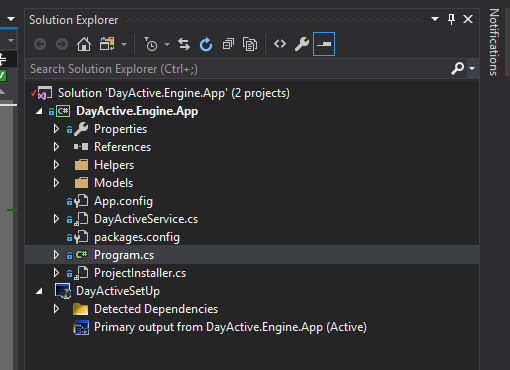 Solution Explorer
Notifications
Search Solution Explorer (Ctrl+;)
Solution 'DayActive.Engine.App' (2 projects)
C# DayActive.Engine.App
Properties
References
Helpers
Models
App.config
DayActiveService.cs
packages.config
C# Program.cs
ProjectInstaller.cs
DayActiveSetUp
Detected Dependencies
Primary output from DayActive.Engine.App (Active)